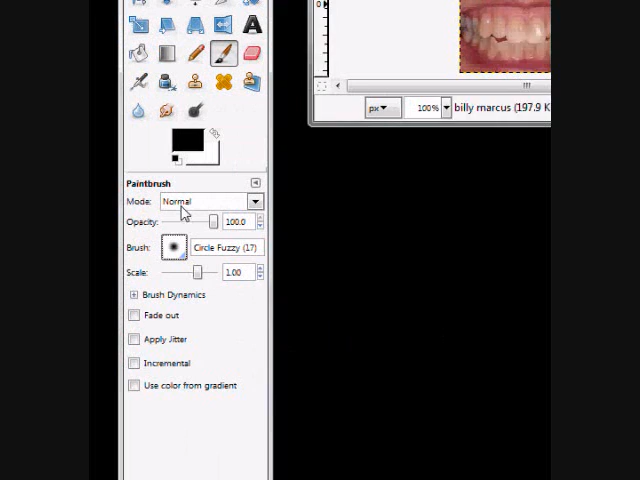 0
px
100%
billy marcus (197.9 K
Paintbrush
Mode: Normal
Opacity: 100.0
Brush: Circle Fuzzy (17)
Scale: 1.00
Brush Dynamics
Fade out
Apply Jitter
Incremental
Use color from gradient